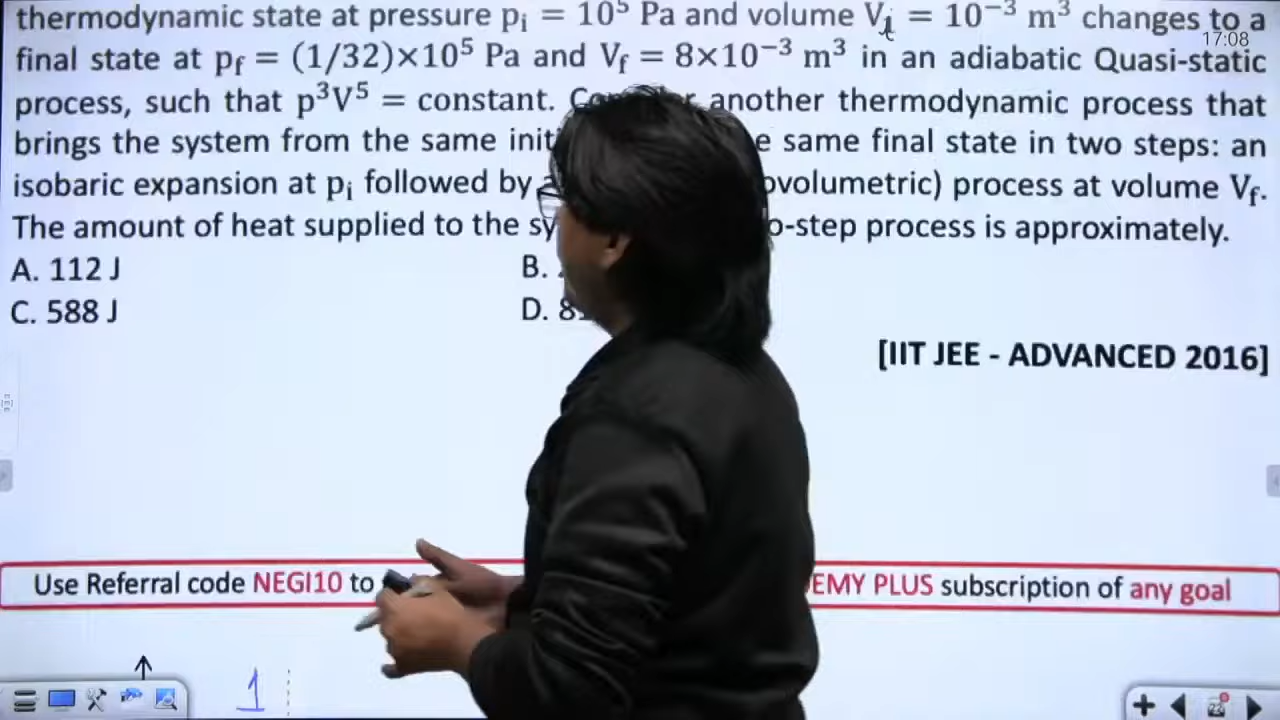 thermodynamic state at pressure pᵢ = 10⁵ Pa and volume Vᵢ = 10⁻³ m³ changes to a
17:08
final state at p_f = (1/32)×10⁵ Pa and V_f = 8×10⁻³ m³ in an adiabatic Quasi-static
process, such that p³V⁵ = constant. another thermodynamic process that
brings the system from the same same final state in two steps: an
isobaric expansion at pᵢ followed by process at volume V_f.
The amount of heat supplied to the process is approximately.
A. 112 J B.
C. 588 J D.
[IIT JEE - ADVANCED 2016]
Use Referral code NEGI10 to PLUS subscription of any goal
1